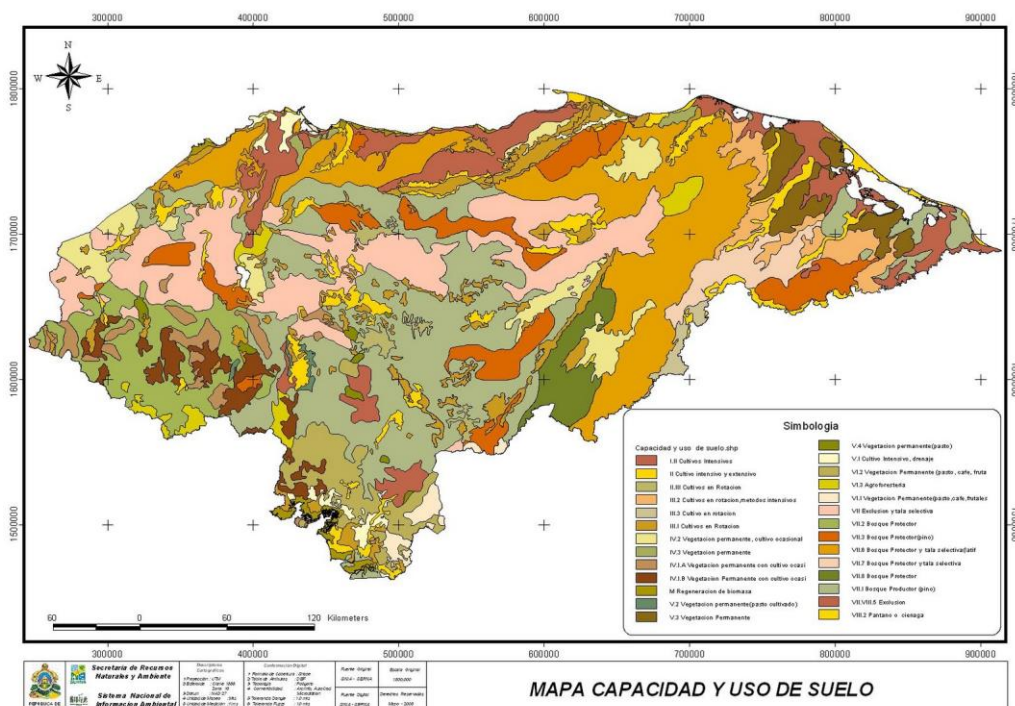 300000 400000 500000 600000 700000 800000 900000
N
W E
S
1800000
1700000
1600000
1500000
Simbologia
Capacidad y uso de suelo.shp
I.II Cultivos Intensivos
II Cultivo intensivo y extensivo
II.III Cultivos en Rotacion
III.2 Cultivos en rotacion,metodos intensivos
III.3 Cultivo en rotacion
III.I Cultivos en Rotacion
IV.2 Vegetacion permanente, cultivo ocasional
IV.3 Vegetacion permanente
IV.I.A Vegetacion permanente con cultivo ocasi
IV.I.B Vegetacion Permanente con cultivo ocasi
M Regeneracion de biomasa
V.2 Vegetacion permanente(pasto cultivado)
V.3 Vegetacion Permanente
V.4 Vegetacion permanente(pasto)
V.I Cultivo Intensivo, drenaje
VI.2 Vegetacion Permanente (pasto, cafe, fruta
VI.3 Agroforesteria
VI.I Vegetacion Permanente(pasto,cafe,frutales
VII Exclusion y tala selectiva
VII.2 Bosque Protector
VII.3 Bosque Protector(pino)
VII.6 Bosque Protector y tala selectiva(latif
VII.7 Bosque Protector y tala selectiva
VII.8 Bosque Protector
VII.I Bosque Productor (pino)
VII.VIII.5 Exclusion
VIII.2 Pantano o cienaga
60 0 60 120 Kilometers
300000 400000 500000 600000 700000 800000 900000
Secretaria de Recursos
Naturales y Ambiente
Sistema Nacional de
Informacion Ambiental
MAPA CAPACIDAD Y USO DE SUELO